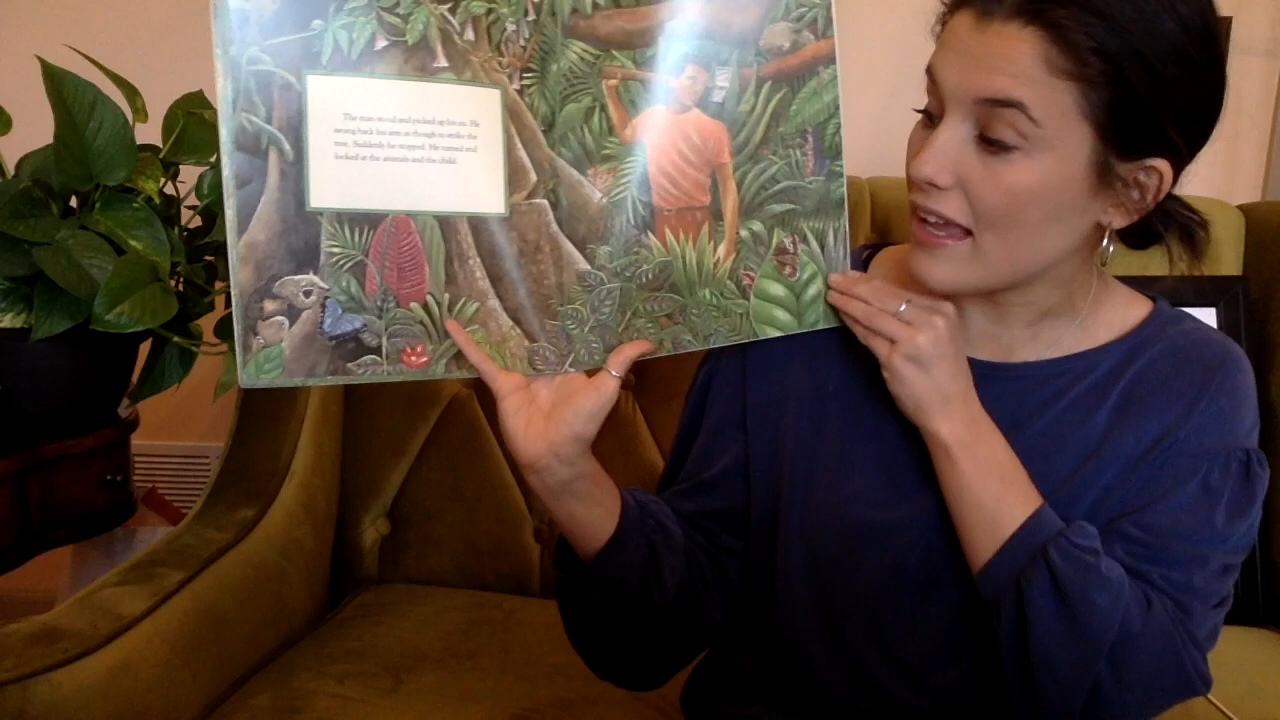 The man stood and picked up his ax. He
swung back his arm as though to strike the
tree. Suddenly he stopped. He turned and
looked at the animals and the child.